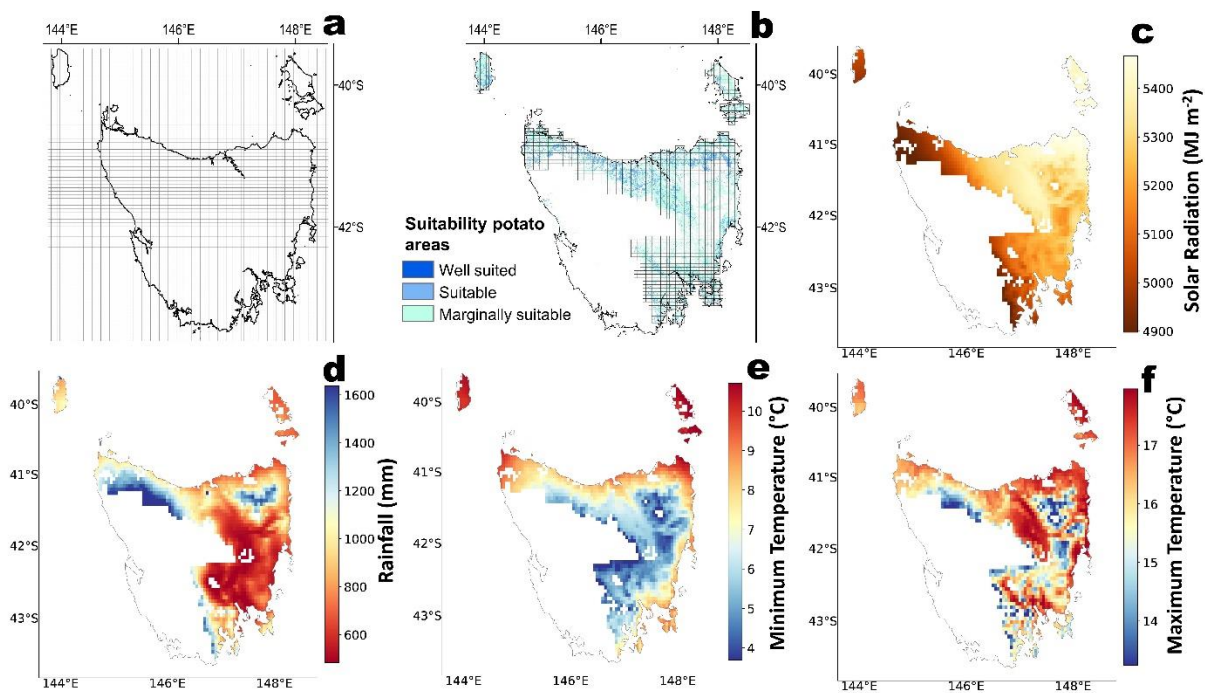 144°E 146°E 148°E
a
144°E 146°E 148°E
b
40°S
42°S
Suitability potato
areas
Well suited
Suitable
Marginally suitable
40°S
42°S
c
40°S
41°S
42°S
43°S
144°E 146°E 148°E
5400
5300
5200
5100
5000
4900
Solar Radiation (MJ m⁻²)
d
40°S
41°S
42°S
43°S
144°E 146°E 148°E
1600
1400
1200
1000
800
600
Rainfall (mm)
e
40°S
41°S
42°S
43°S
144°E 146°E 148°E
10
9
8
7
6
5
4
Minimum Temperature (°C)
f
40°S
41°S
42°S
43°S
144°E 146°E 148°E
17
16
15
14
Maximum Temperature (°C)